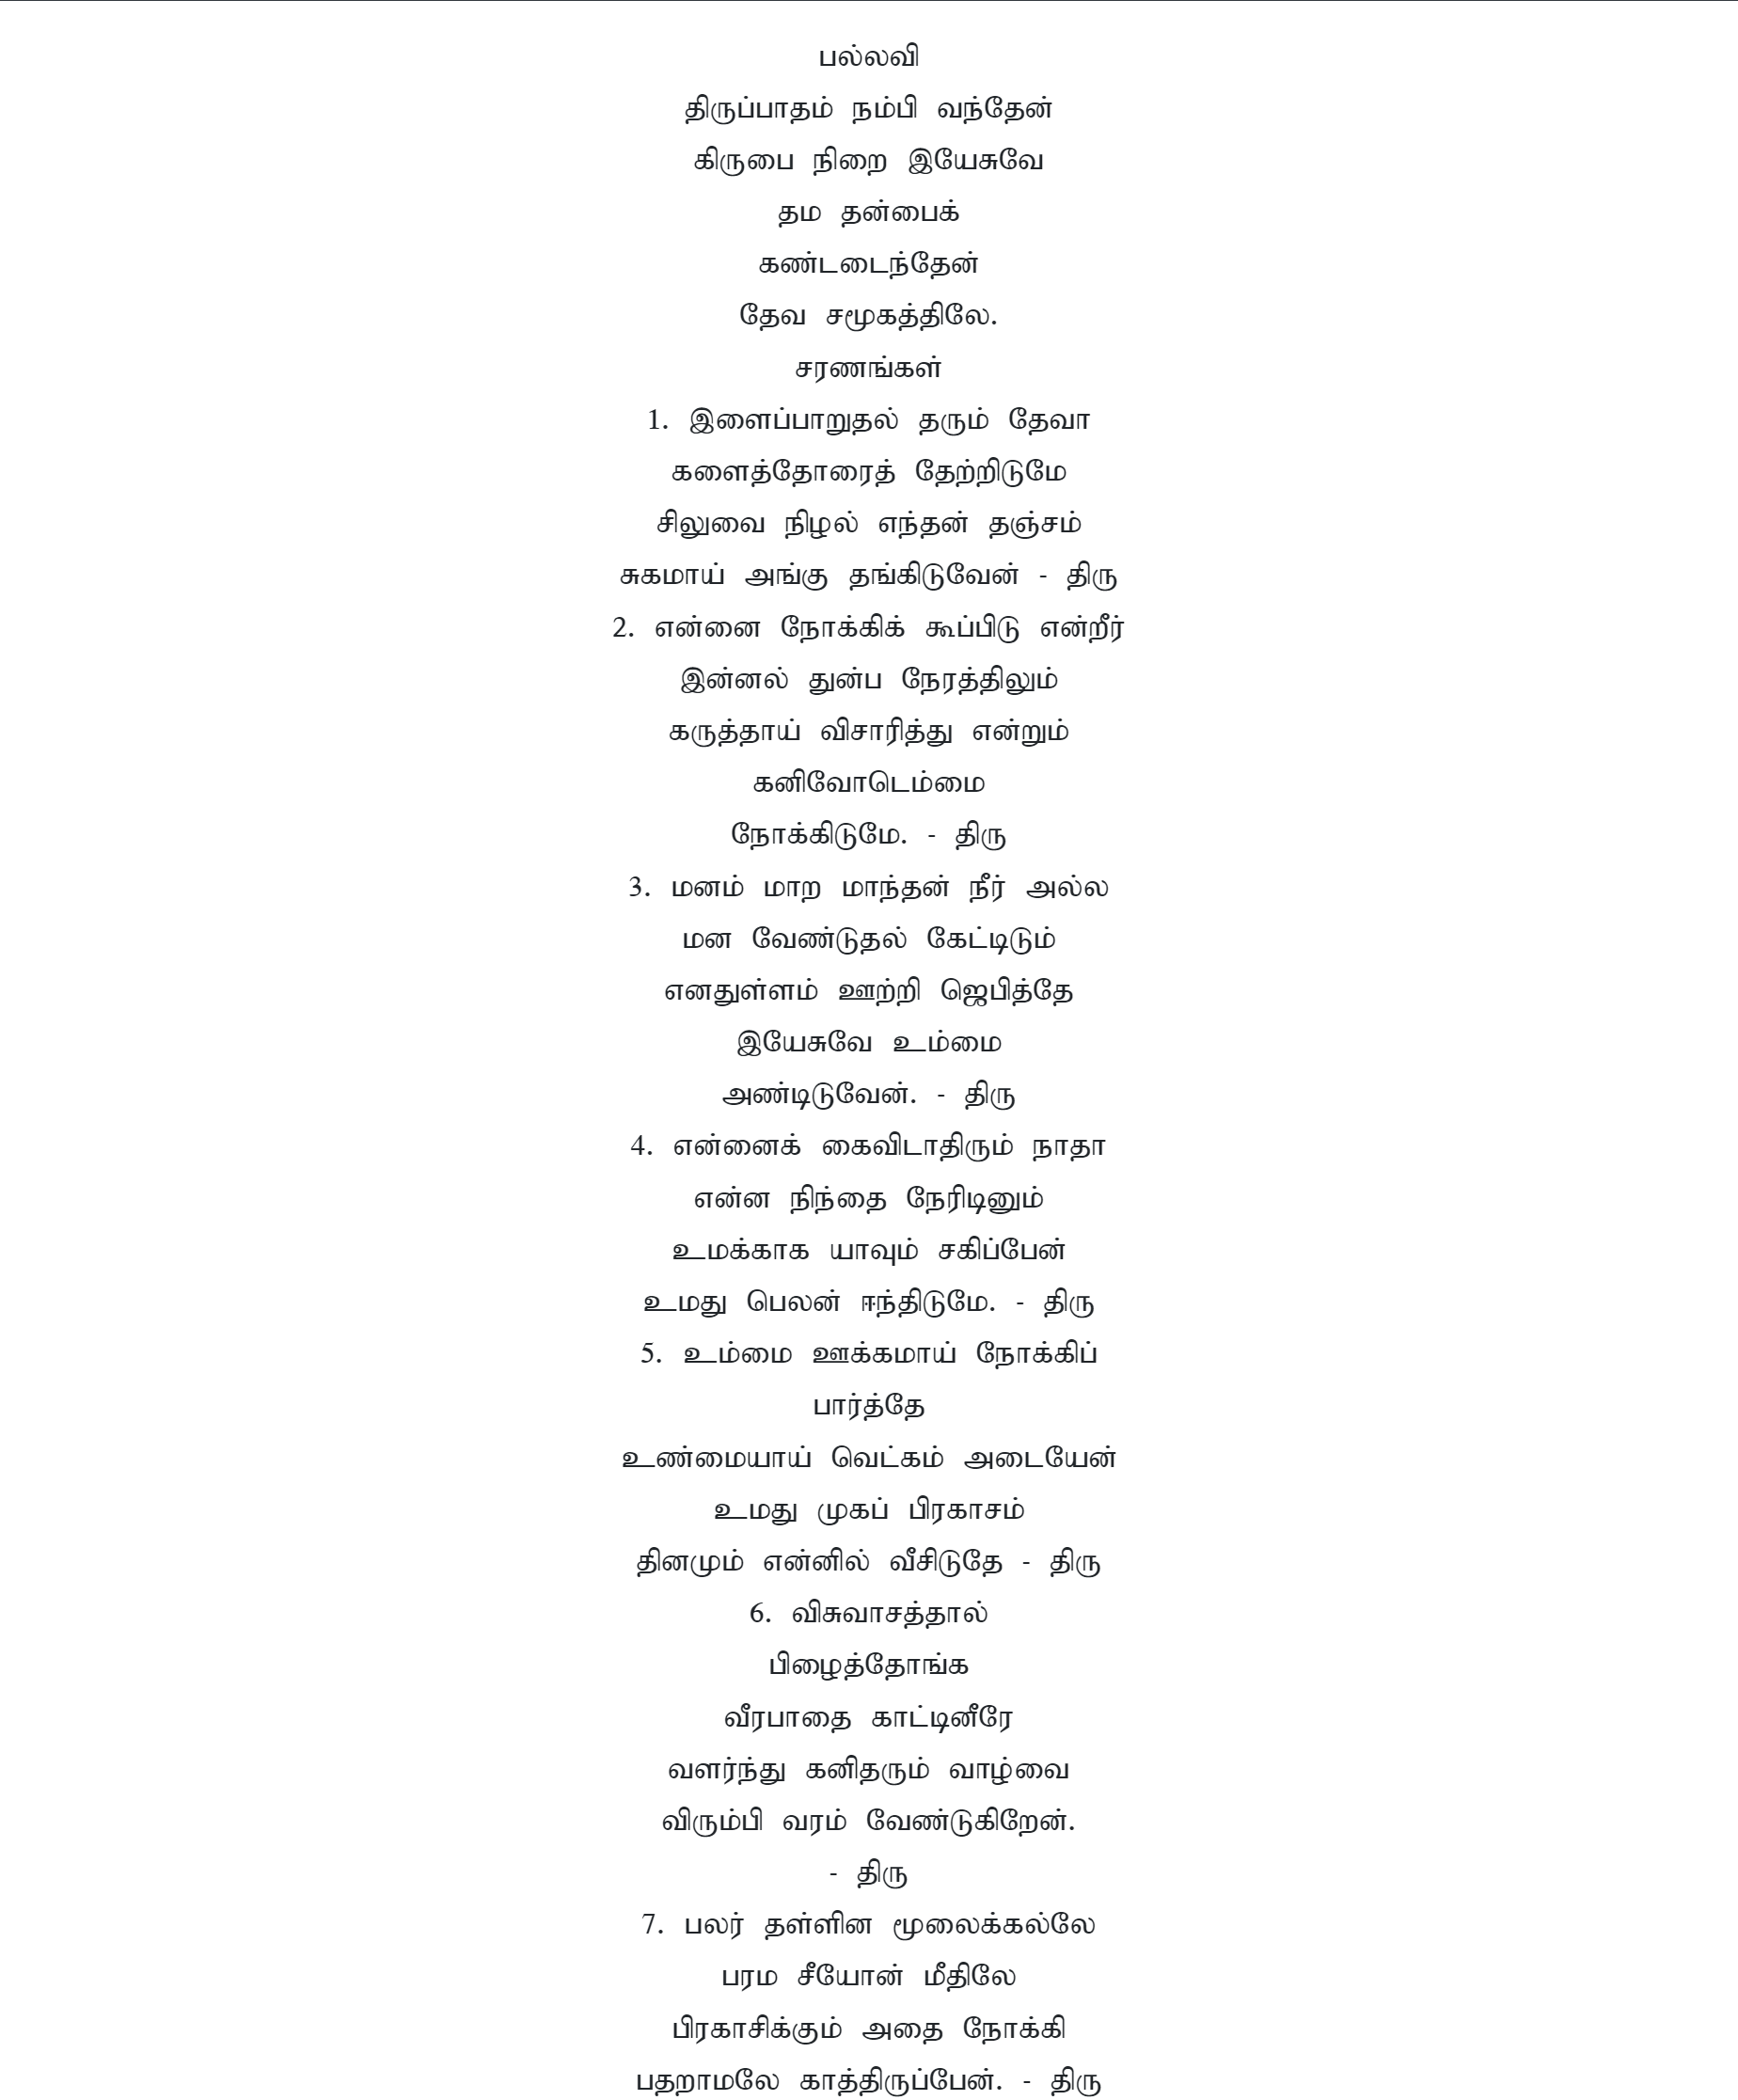 பல்லவி
திருப்பாதம் நம்பி வந்தேன்
கிருபை நிறை இயேசுவே
தம தன்பைக்
கண்டடைந்தேன்
தேவ சமூகத்திலே.
சரணங்கள்
1. இளைப்பாறுதல் தரும் தேவா
களைத்தோரைத் தேற்றிடுமே
சிலுவை நிழல் எந்தன் தஞ்சம்
சுகமாய் அங்கு தங்கிடுவேன் - திரு
2. என்னை நோக்கிக் கூப்பிடு என்றீர்
இன்னல் துன்ப நேரத்திலும்
கருத்தாய் விசாரித்து என்றும்
கனிவோடெம்மை
நோக்கிடுமே. - திரு
3. மனம் மாற மாந்தன் நீர் அல்ல
மன வேண்டுதல் கேட்டிடும்
எனதுள்ளம் ஊற்றி ஜெபித்தே
இயேசுவே உம்மை
அண்டிடுவேன். - திரு
4. என்னைக் கைவிடாதிரும் நாதா
என்ன நிந்தை நேரிடினும்
உமக்காக யாவும் சகிப்பேன்
உமது பெலன் ஈந்திடுமே. - திரு
5. உம்மை ஊக்கமாய் நோக்கிப்
பார்த்தே
உண்மையாய் வெட்கம் அடையேன்
உமது முகப் பிரகாசம்
தினமும் என்னில் வீசிடுதே - திரு
6. விசுவாசத்தால்
பிழைத்தோங்க
வீரபாதை காட்டினீரே
வளர்ந்து கனிதரும் வாழ்வை
விரும்பி வரம் வேண்டுகிறேன்.
- திரு
7. பலர் தள்ளின மூலைக்கல்லே
பரம சீயோன் மீதிலே
பிரகாசிக்கும் அதை நோக்கி
பதறாமலே காத்திருப்பேன். - திரு